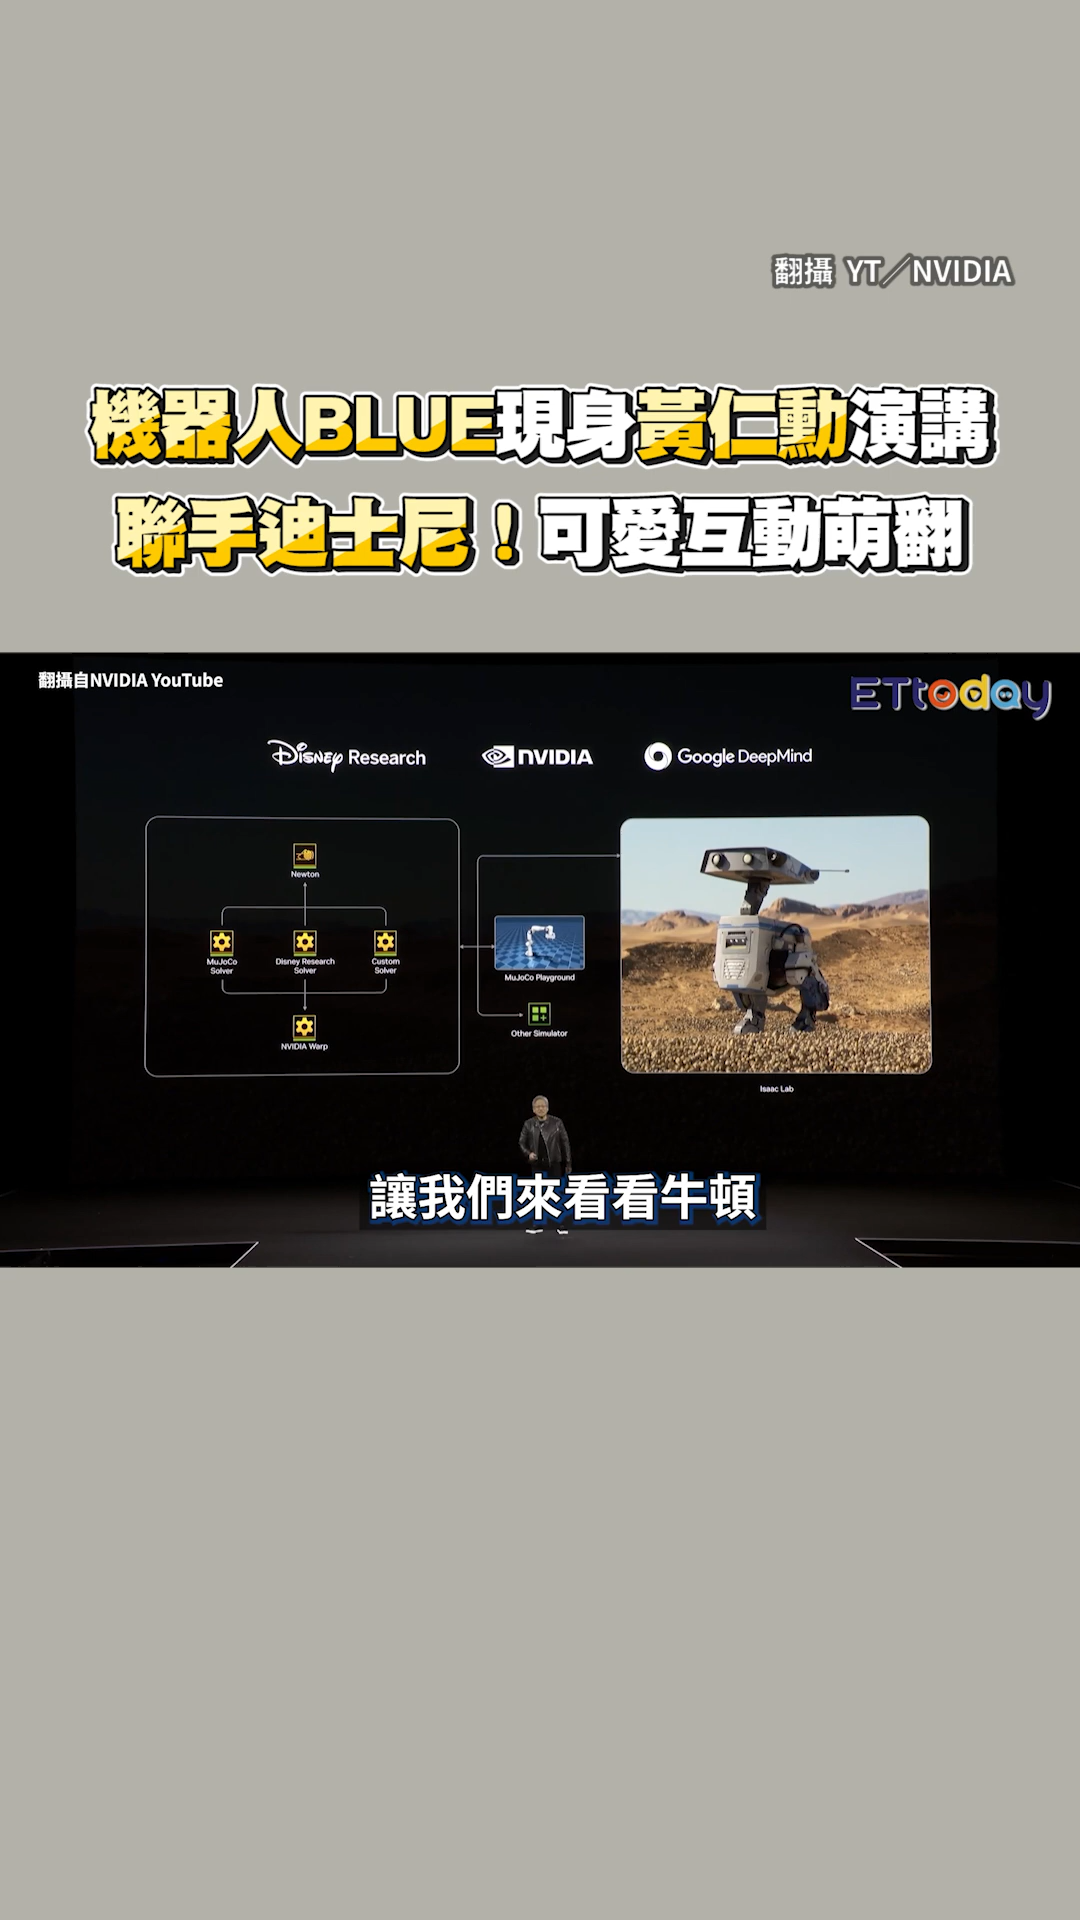 翻攝 YT／NVIDIA
機器人BLUE現身黃仁勳演講
聯手迪士尼！可愛互動萌翻
翻攝自NVIDIA YouTube
ETtoday
Disney Research
NVIDIA
Google DeepMind
Newton
MuJoCo Solver
Disney Research Solver
Custom Solver
NVIDIA Warp
MuJoCo Playground
Other Simulator
Isaac Lab
讓我們來看看牛頓